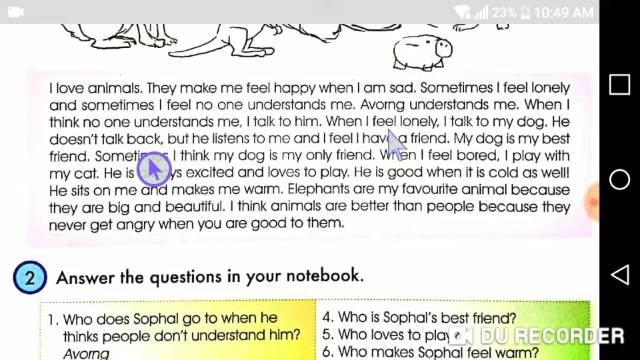 23% 10:49 AM
I love animals. They make me feel happy when I am sad. Sometimes I feel lonely
and sometimes I feel no one understands me. Avorng understands me. When I
think no one understands me, I talk to him. When I feel lonely, I talk to my dog. He
doesn't talk back, but he listens to me and I feel I have a friend. My dog is my best
friend. Sometimes I think my dog is my only friend. When I feel bored, I play with
my cat. He is always excited and loves to play. He is good when it is cold as well!
He sits on me and makes me warm. Elephants are my favourite animal because
they are big and beautiful. I think animals are better than people because they
never get angry when you are good to them.
2 Answer the questions in your notebook.
1. Who does Sophal go to when he
thinks people don't understand him?
Avorng
4. Who is Sophal's best friend?
5. Who loves to play?
6. Who makes Sophal feel warm?
DU RECORDER